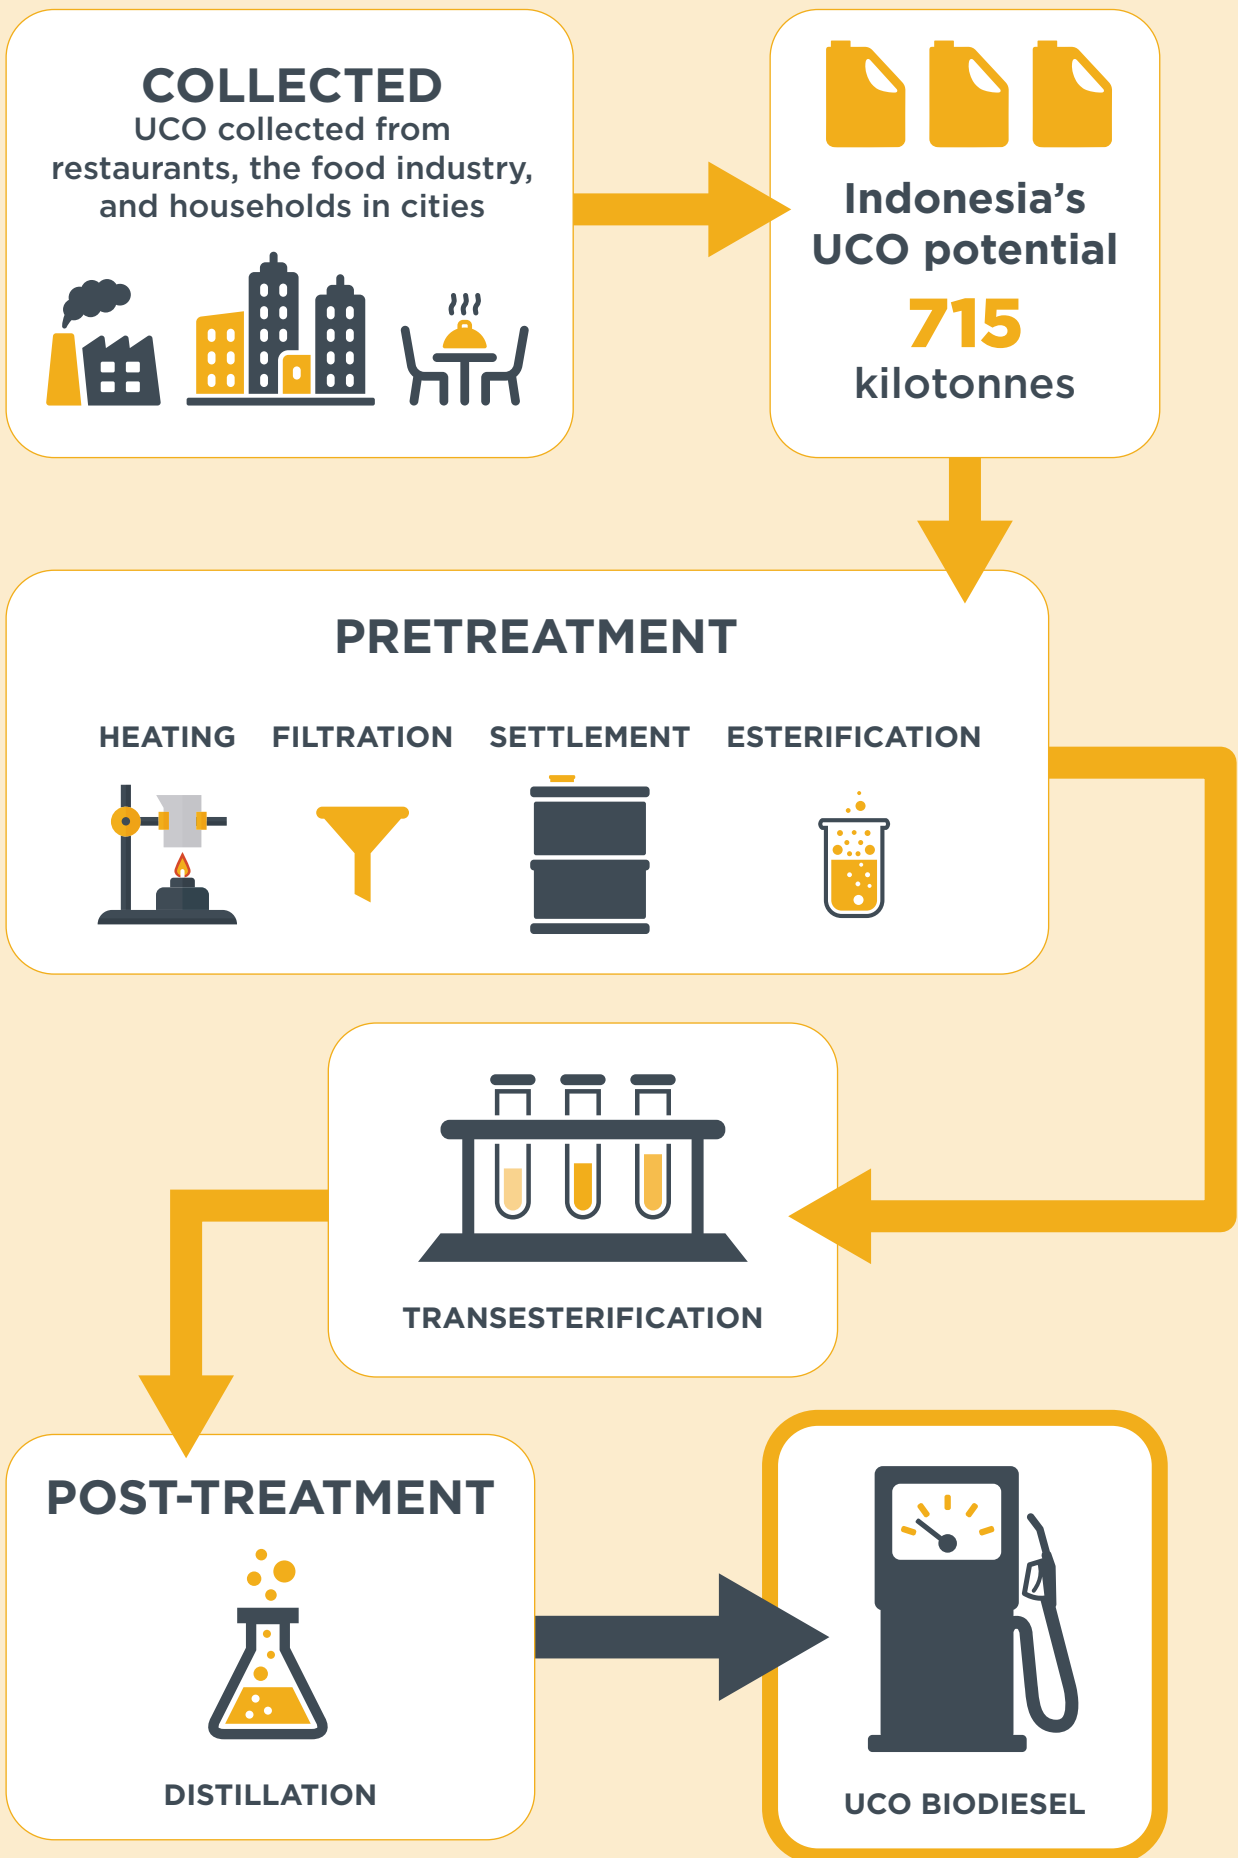 COLLECTED
UCO collected from
restaurants, the food industry,
and households in cities
Indonesia's
UCO potential
715
kilotonnes
PRETREATMENT
HEATING
FILTRATION
SETTLEMENT
ESTERIFICATION
TRANSESTERIFICATION
POST-TREATMENT
DISTILLATION
UCO BIODIESEL